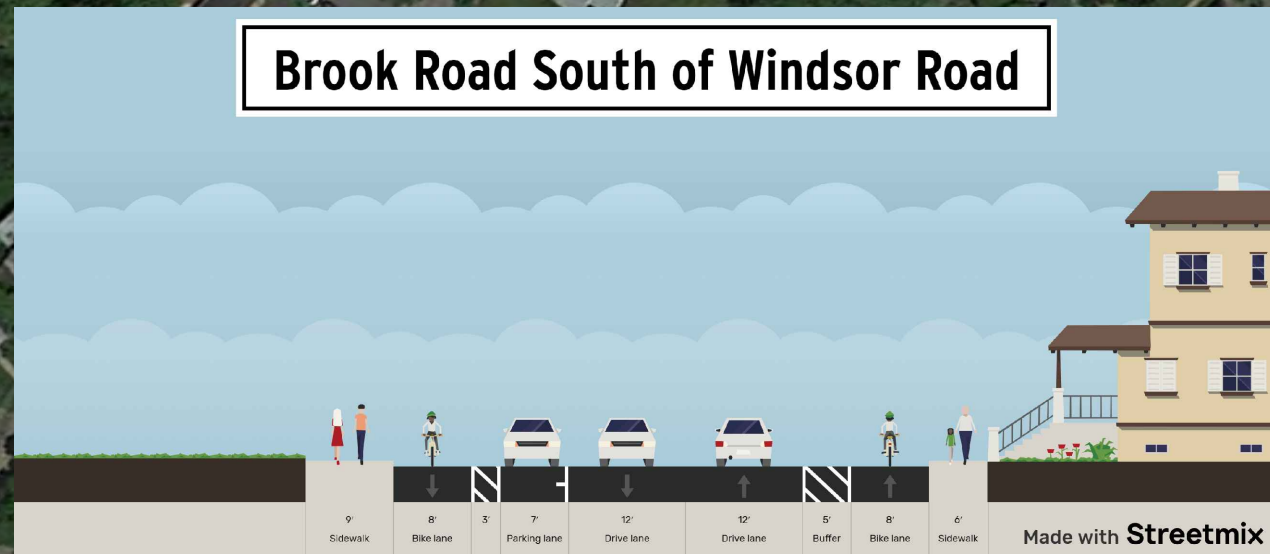 Brook Road South of Windsor Road
9' 8' 3' 7' 12' 12' 5' 8' 6'
Sidewalk Bike lane Parking lane Drive lane Drive lane Buffer Bike lane Sidewalk
Made with Streetmix